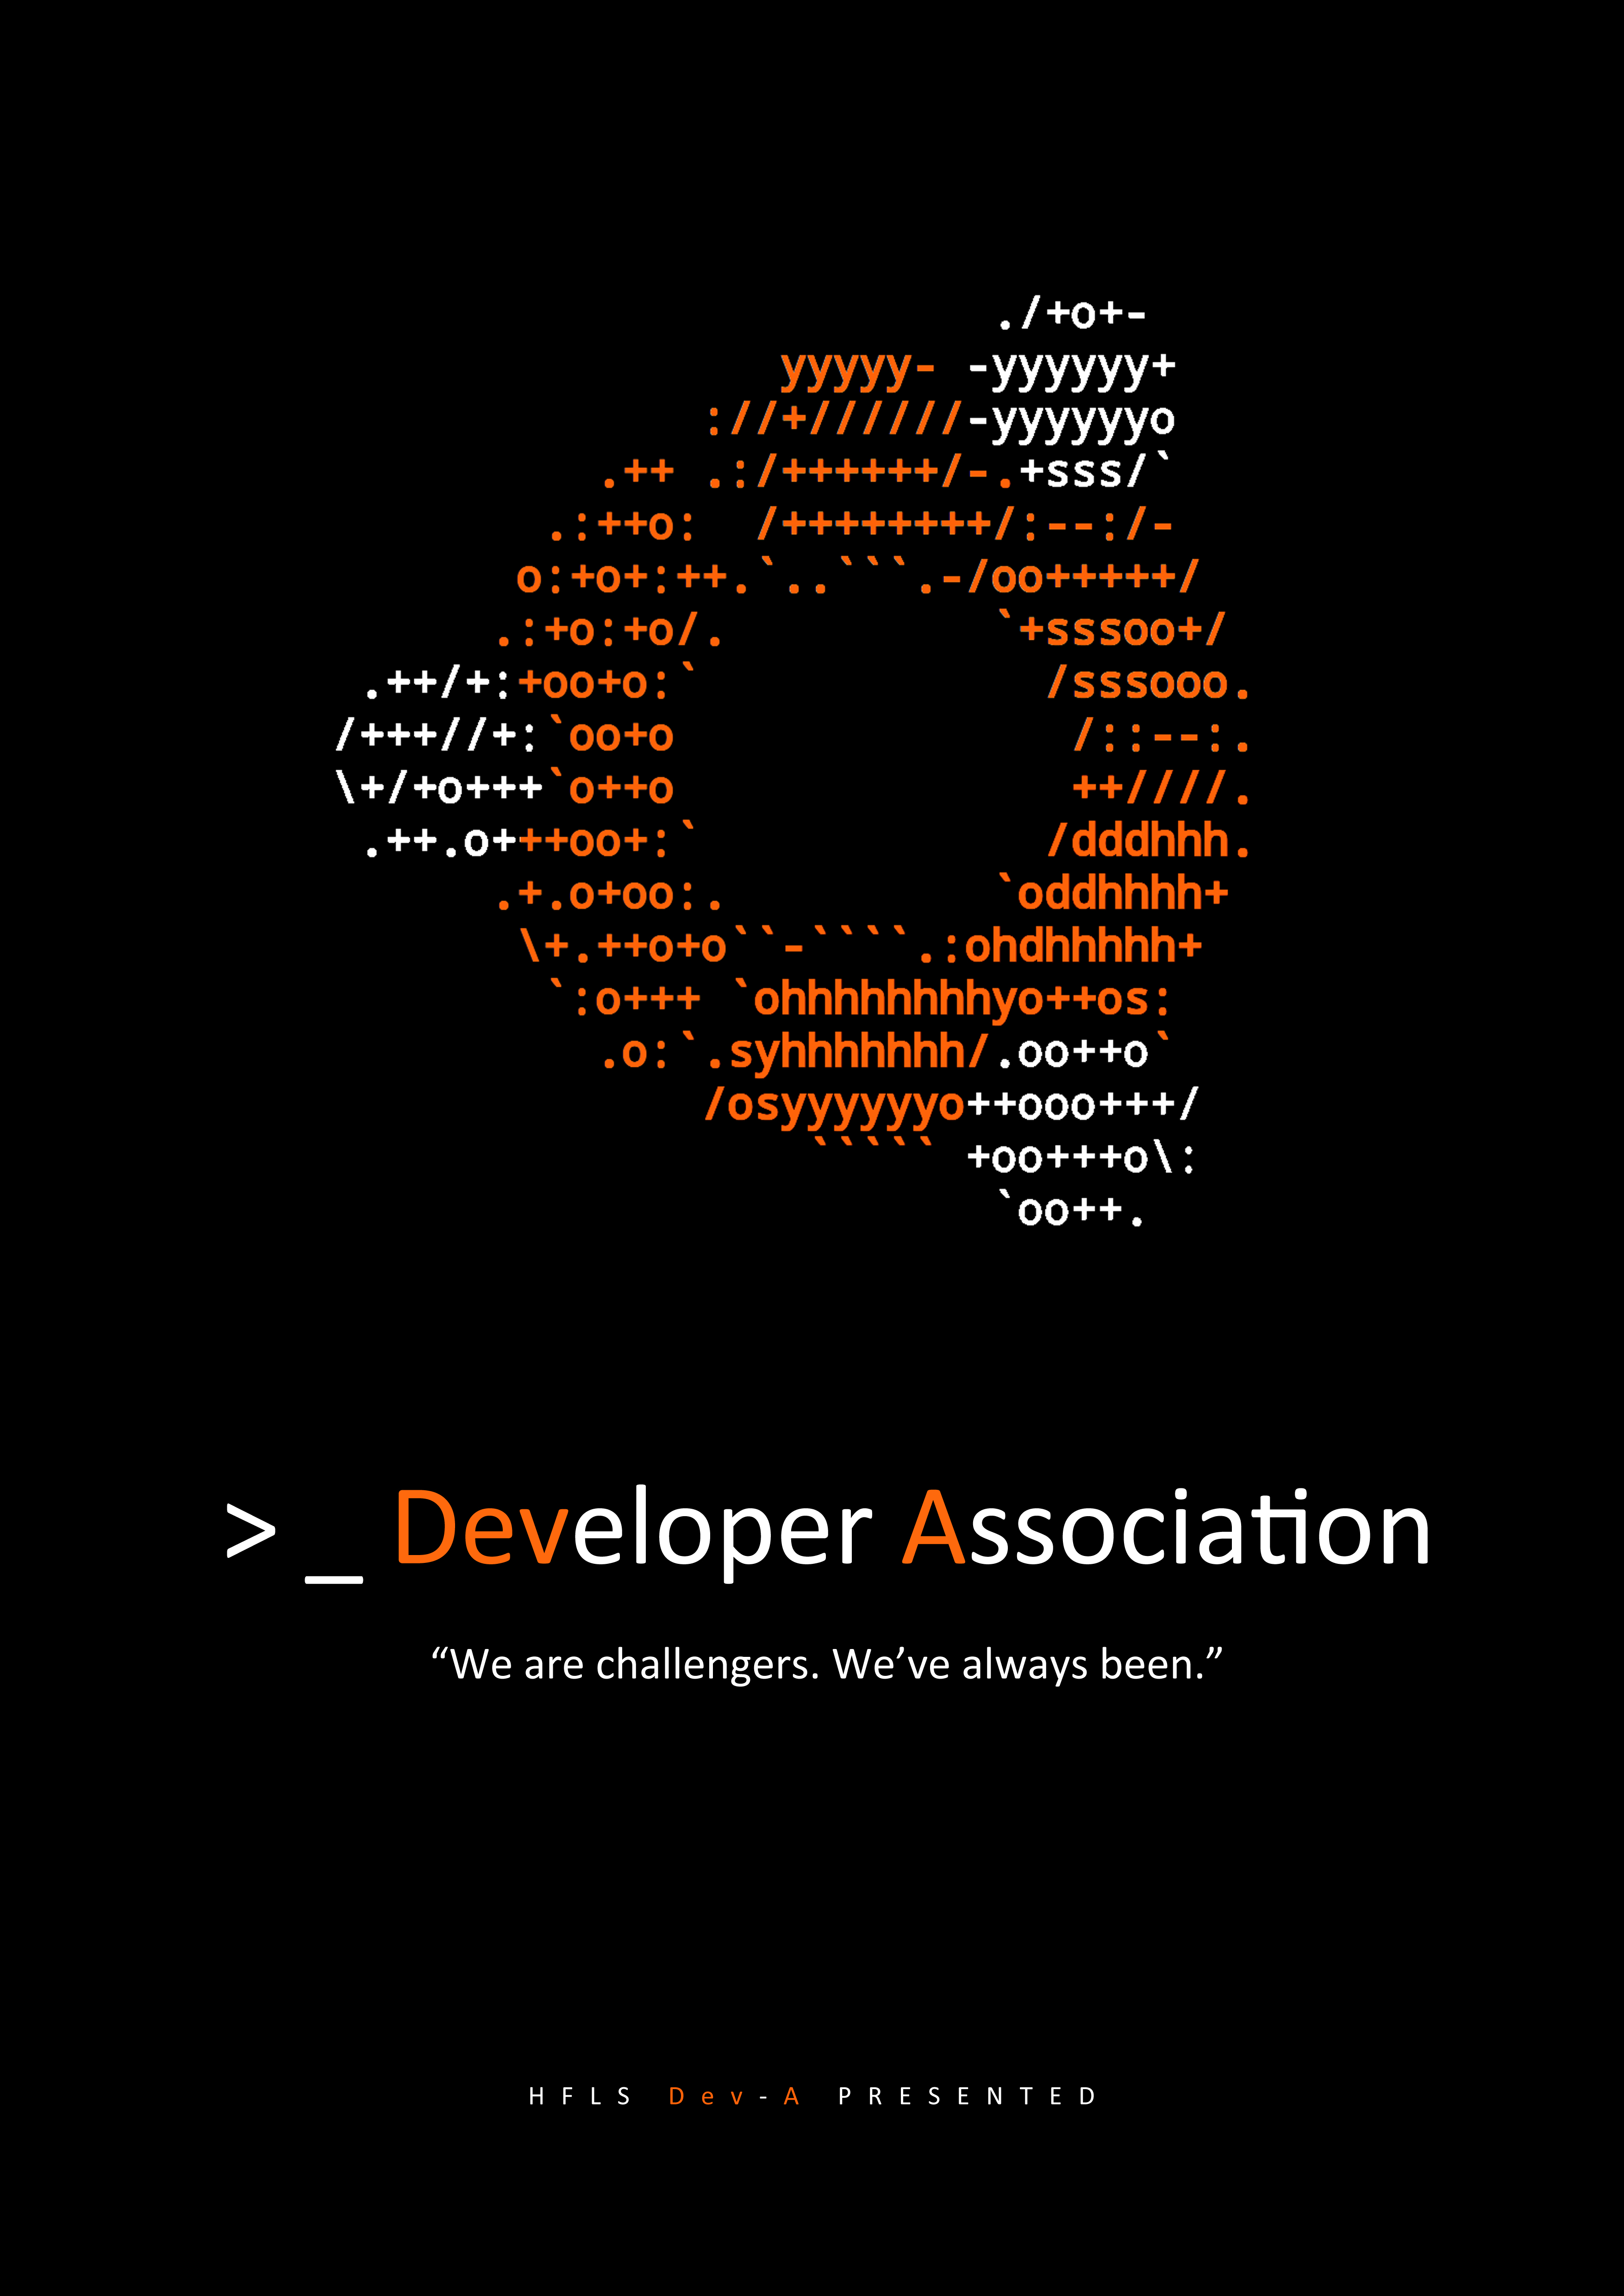 ./+o+-
yyyyy- -yyyyyy+
://+//////-yyyyyyo
.++ .:/++++++/-.+sss/`
.:++o:  /++++++++/:--:/-
o:+o+:++.`..```.-/oo+++++/
.:+o:+o/.          `+sssoo+/
.++/+:+oo+o:`             /sssooo.
/+++//+:`oo+o               /::--:.
\+/+o+++`o++o               ++////.
.++.o+++oo+:`             /dddhhh.
.+.o+oo:.          `oddhhhh+
\+.++o+o``-````.:ohdhhhhh+
`:o+++ `ohhhhhhhhyo++os:
.o:`.syhhhhhhh/.oo++o`
/osyyyyyyo++ooo+++/
````` +oo+++o\:
`oo++.
>_ Developer Association
“We are challengers. We’ve always been.”
HFLS Dev-A PRESENTED